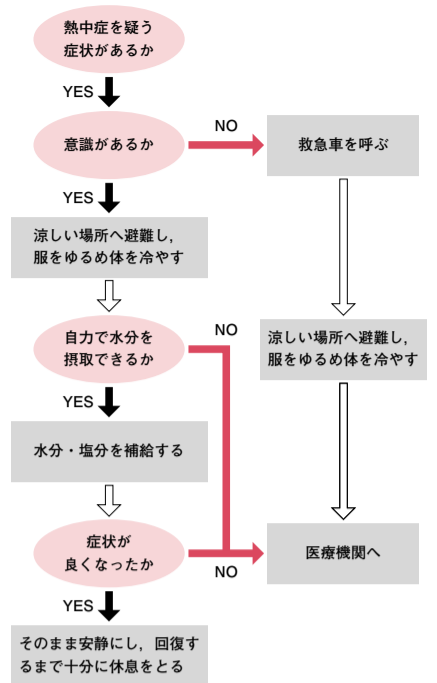 熱中症を疑う
症状があるか
YES
意識があるか
NO
救急車を呼ぶ
YES
涼しい場所へ避難し,
服をゆるめ体を冷やす
自力で水分を
摂取できるか
NO
涼しい場所へ避難し,
服をゆるめ体を冷やす
YES
水分・塩分を補給する
症状が
良くなったか
NO
医療機関へ
YES
そのまま安静にし, 回復す
るまで十分に休息をとる